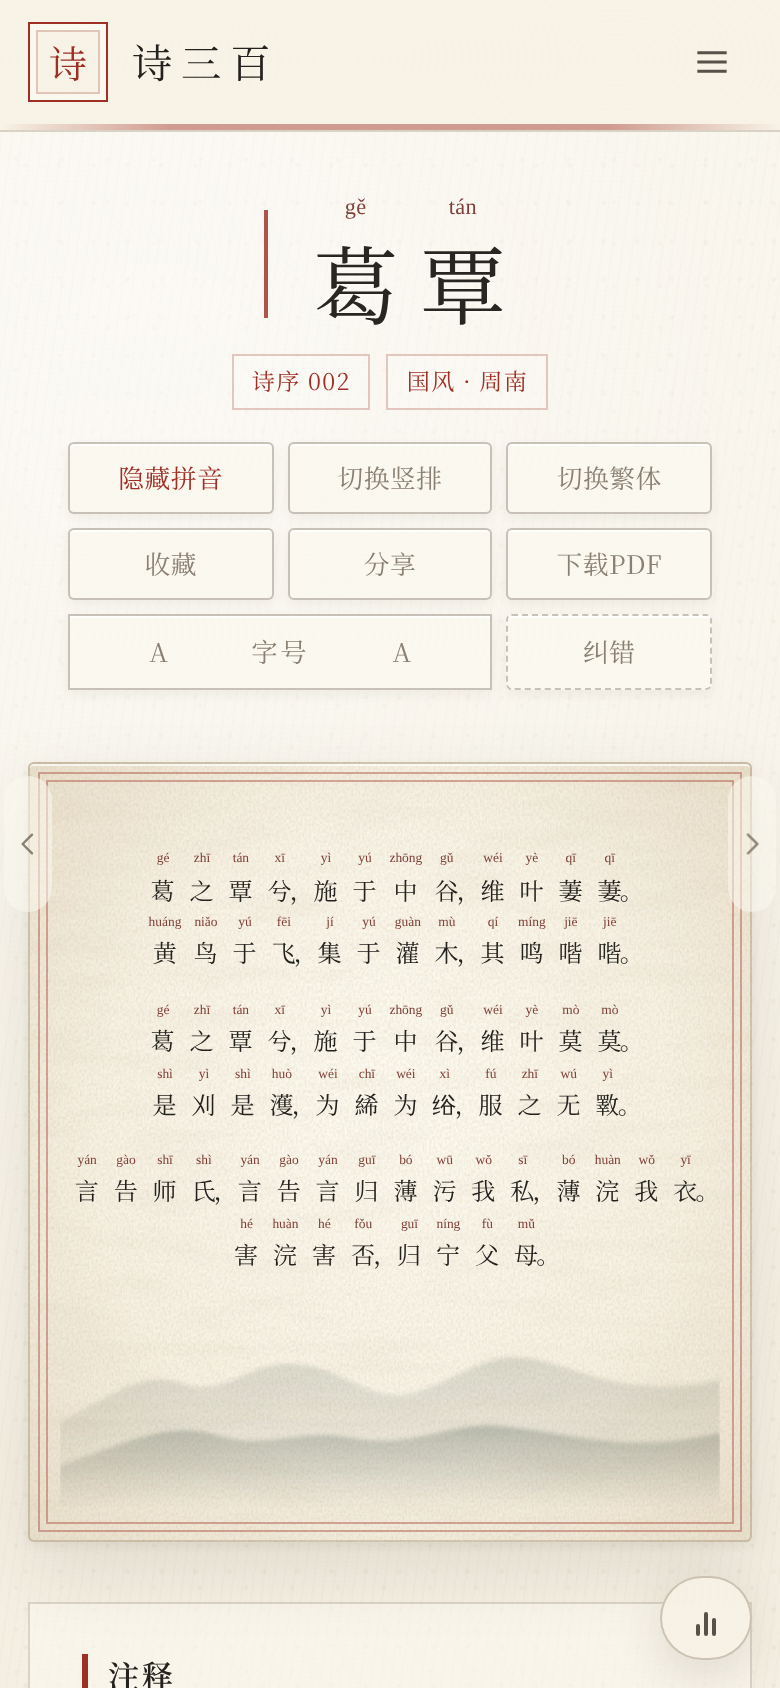 诗 诗三百
gě tán
葛覃
诗序 002 国风 · 周南
隐藏拼音 切换竖排 切换繁体
收藏 分享 下载PDF
A 字号 A 纠错
gé zhī tán xī yì yú zhōng gǔ wéi yè qī qī
葛之覃兮，施于中谷，维叶萋萋。
huáng niǎo yú fēi jí yú guàn mù qí míng jiē jiē
黄鸟于飞，集于灌木，其鸣喈喈。
gé zhī tán xī yì yú zhōng gǔ wéi yè mò mò
葛之覃兮，施于中谷，维叶莫莫。
shì yì shì huò wéi chī wéi xì fú zhī wú yì
是刈是濩，为絺为绤，服之无斁。
yán gào shī shì yán gào yán guī bó wū wǒ sī bó huàn wǒ yī
言告师氏，言告言归薄污我私，薄浣我衣。
hé huàn hé fǒu guī níng fù mǔ
害浣害否，归宁父母。
注释